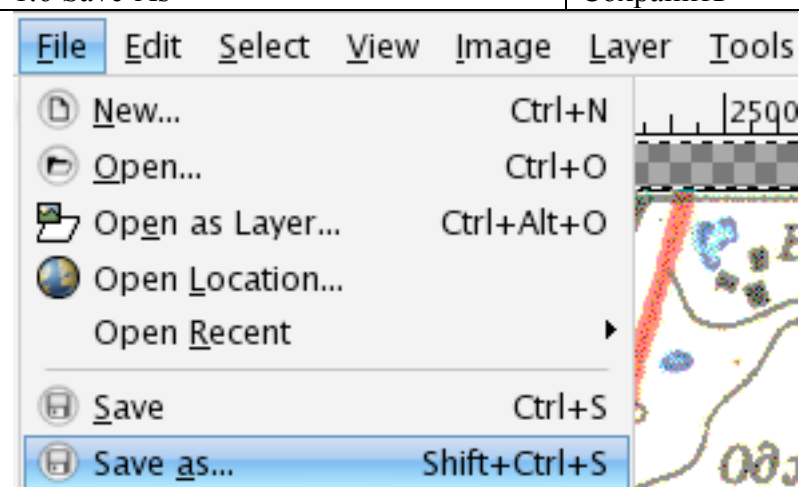 File Edit Select View Image Layer Tools
New... Ctrl+N
2500
Open... Ctrl+O
Open as Layer... Ctrl+Alt+O
Open Location...
Open Recent
Save Ctrl+S
Save as... Shift+Ctrl+S